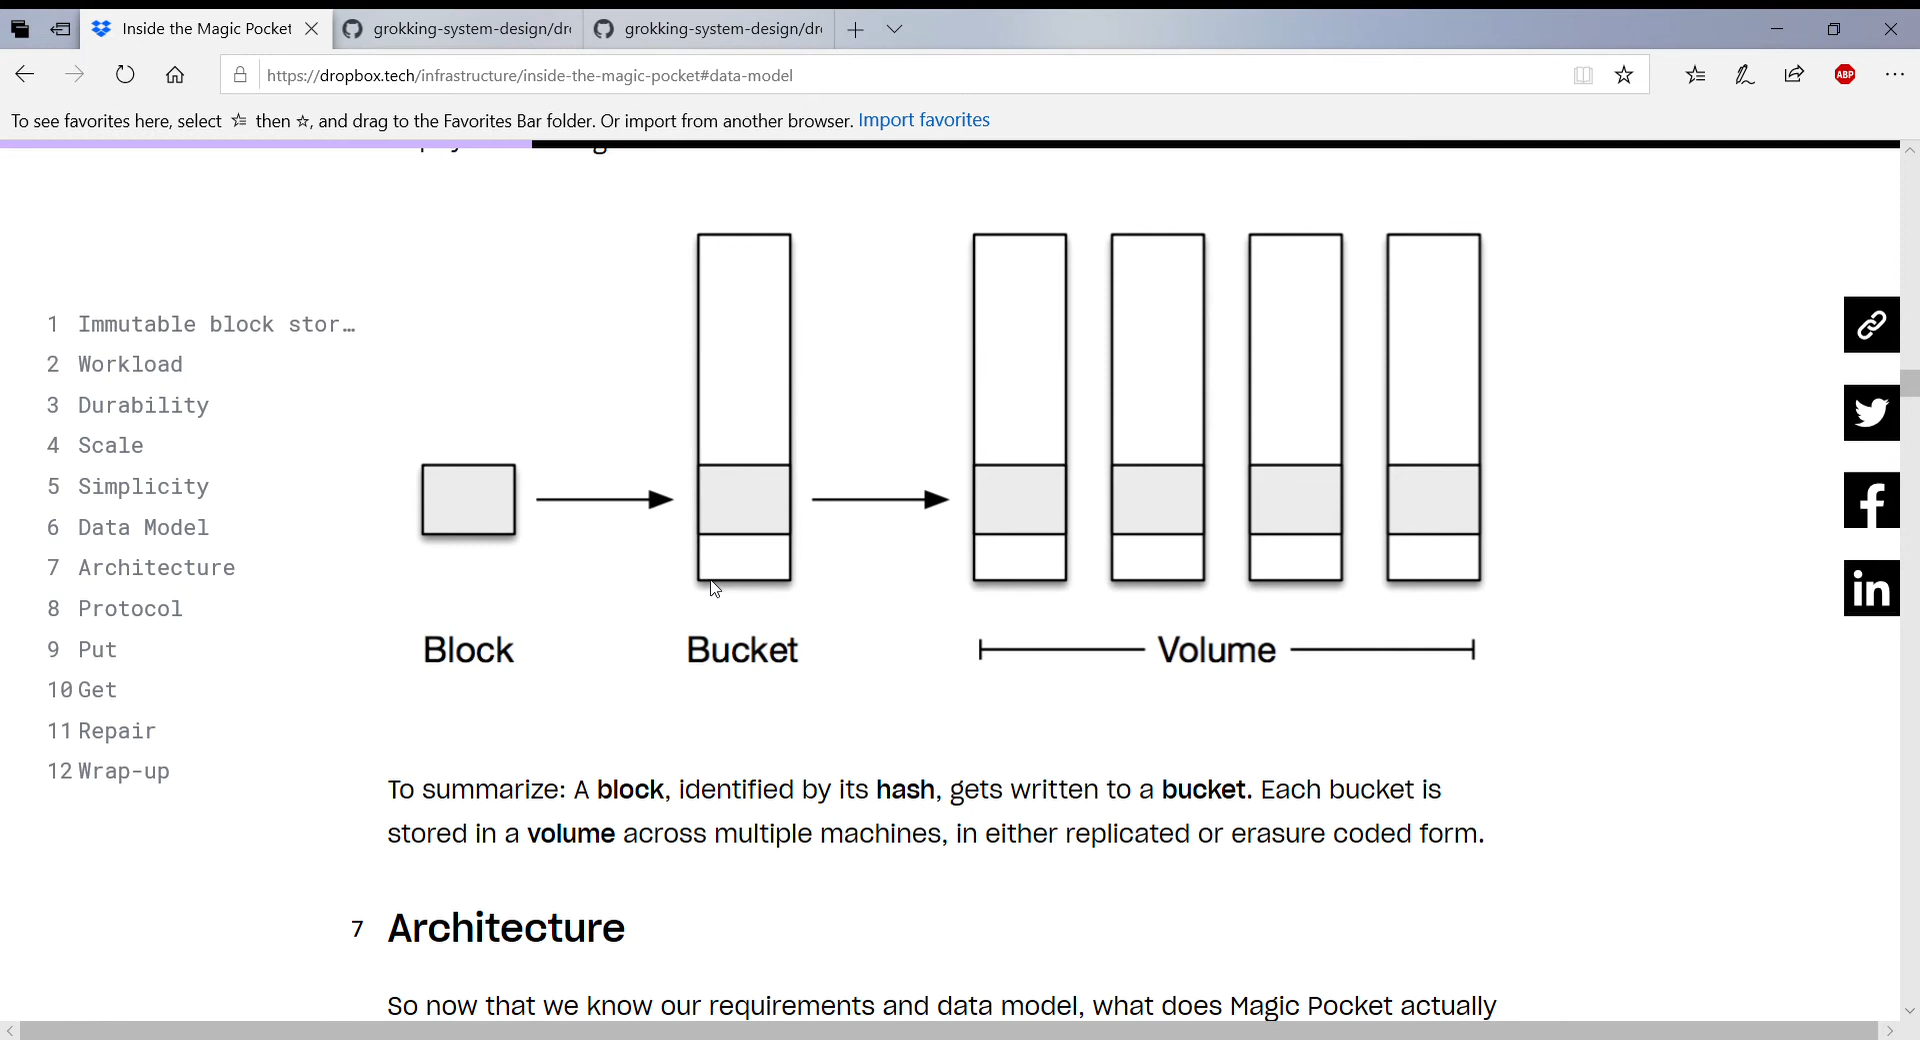 Inside the Magic Pocket
grokking-system-design/dr
grokking-system-design/dr
https://dropbox.tech/infrastructure/inside-the-magic-pocket#data-model
ABP
To see favorites here, select then ☆, and drag to the Favorites Bar folder. Or import from another browser. Import favorites
1 Immutable block stor…
2 Workload
3 Durability
4 Scale
5 Simplicity
6 Data Model
7 Architecture
8 Protocol
9 Put
10 Get
11 Repair
12 Wrap-up
Block
Bucket
Volume
To summarize: A block, identified by its hash, gets written to a bucket. Each bucket is
stored in a volume across multiple machines, in either replicated or erasure coded form.
7 Architecture
So now that we know our requirements and data model, what does Magic Pocket actually